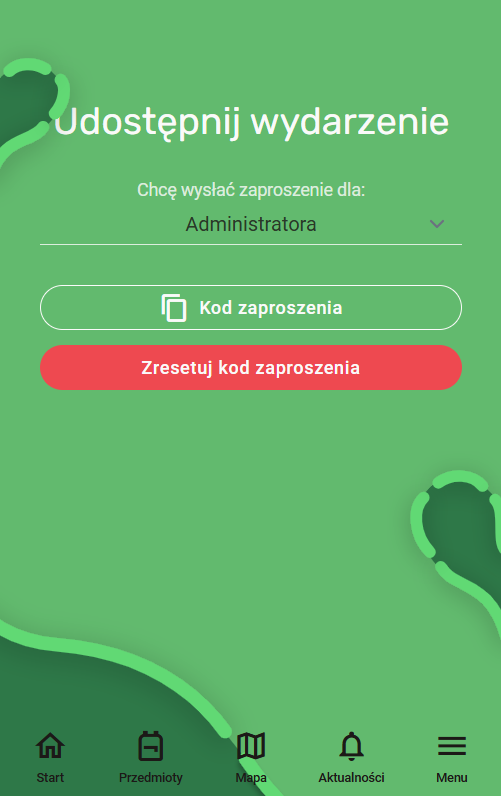 Udostępnij wydarzenie
Chcę wysłać zaproszenie dla:
Administratora
Kod zaproszenia
Zresetuj kod zaproszenia
Start
Przedmioty
Mapa
Aktualności
Menu